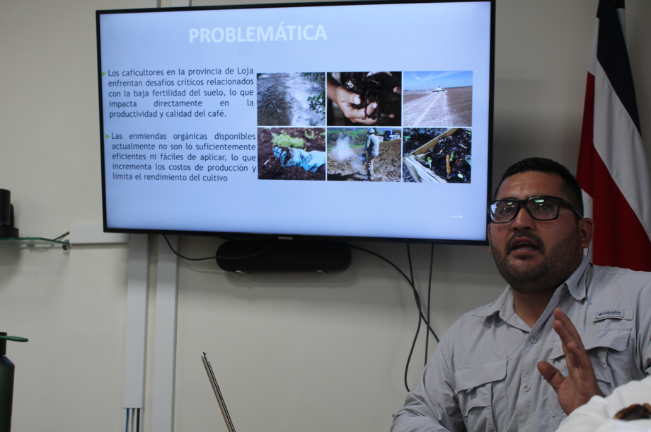 PROBLEMÁTICA
Los caficultores en la provincia de Loja
enfrentan desafíos críticos relacionados
con la baja fertilidad del suelo, lo que
impacta directamente en la
productividad y calidad del café.
Las enmiendas orgánicas disponibles
actualmente no son lo suficientemente
eficientes ni fáciles de aplicar, lo que
incrementa los costos de producción y
limita el rendimiento del cultivo